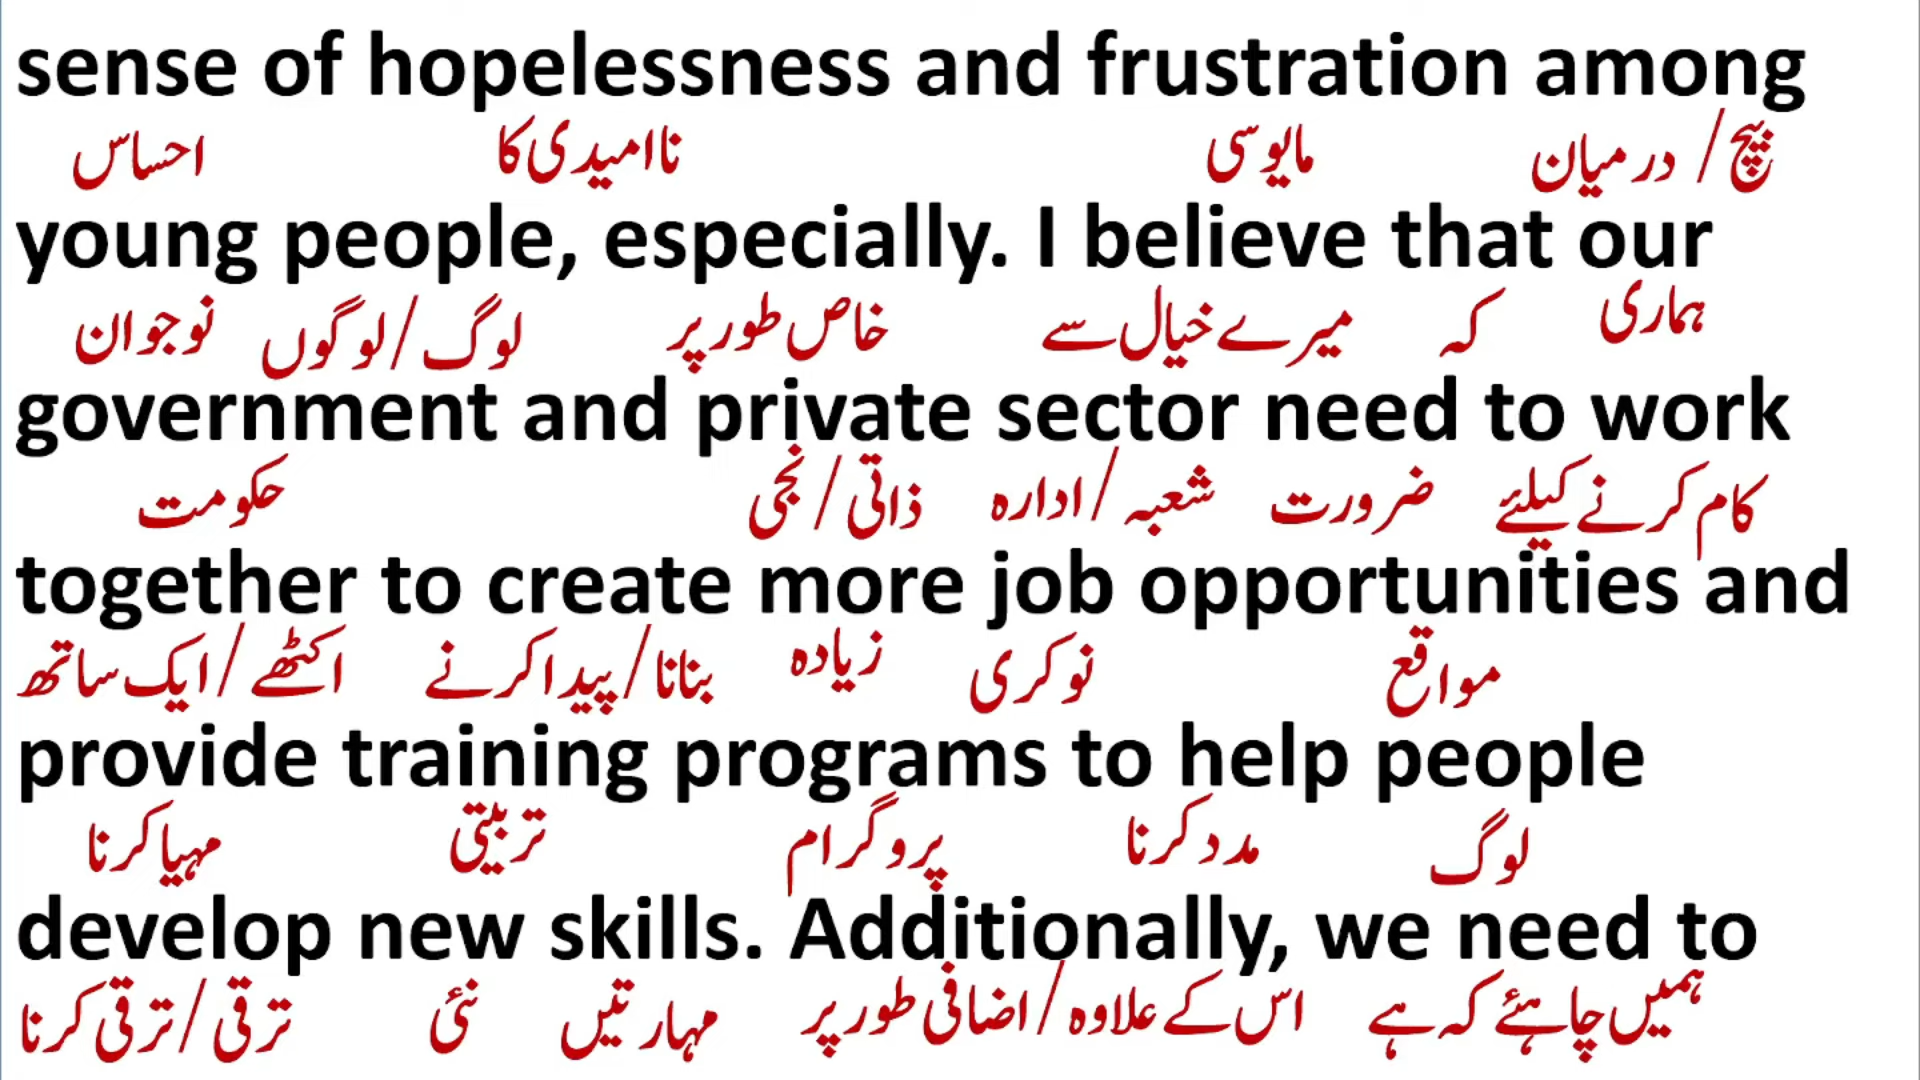 sense of hopelessness and frustration among
احساس ناامیدی کا مایوسی درمیان / بیچ
young people, especially. I believe that our
نوجوان لوگ/لوگوں خاص طور پر میرے خیال سے کہ ہماری
government and private sector need to work
حکومت ذاتی/نجی شعبہ/ادارہ ضرورت کام کرنے کیلئے
together to create more job opportunities and
اکٹھے/ایک ساتھ بنانا/پیدا کرنے زیادہ نوکری مواقع
provide training programs to help people
مہیا کرنا تربیتی پروگرام مدد کرنا لوگ
develop new skills. Additionally, we need to
ترقی/ترقی کرنا نئی مہارتیں اس کے علاوہ/اضافی طور پر ہمیں چاہئے کہ ہے